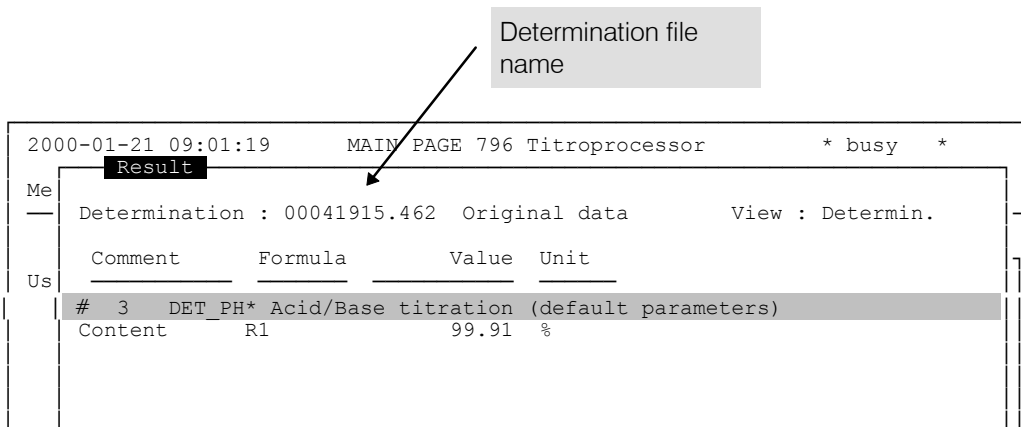 Determination file
name
2000-01-21 09:01:19 MAIN PAGE 796 Titroprocessor * busy *
Result
Me
Determination : 00041915.462 Original data View : Determin.
Comment Formula Value Unit
Us
# 3 DET_PH* Acid/Base titration (default parameters)
Content R1 99.91 %